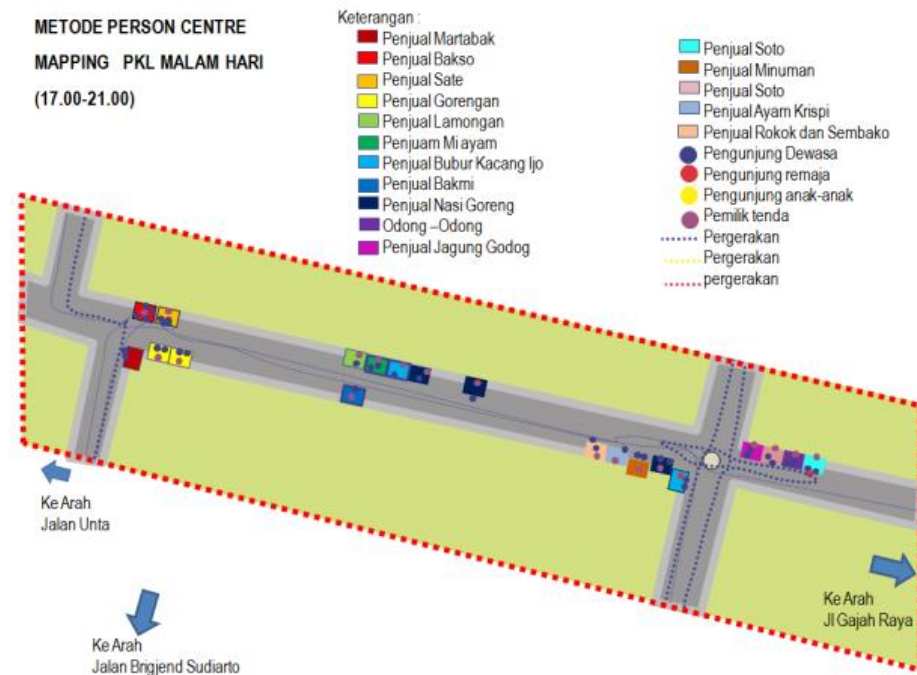 METODE PERSON CENTRE
MAPPING PKL MALAM HARI
(17.00-21.00)
Keterangan :
Penjual Martabak
Penjual Bakso
Penjual Sate
Penjual Gorengan
Penjual Lamongan
Penjuam Mi ayam
Penjual Bubur Kacang Ijo
Penjual Bakmi
Penjual Nasi Goreng
Odong –Odong
Penjual Jagung Godog
Penjual Soto
Penjual Minuman
Penjual Soto
Penjual Ayam Krispi
Penjual Rokok dan Sembako
Pengunjung Dewasa
Pengunjung remaja
Pengunjung anak-anak
Pemilik tenda
Pergerakan
Pergerakan
pergerakan
Ke Arah
Jalan Unta
Ke Arah
Jalan Brigjend Sudiarto
Ke Arah
Jl Gajah Raya